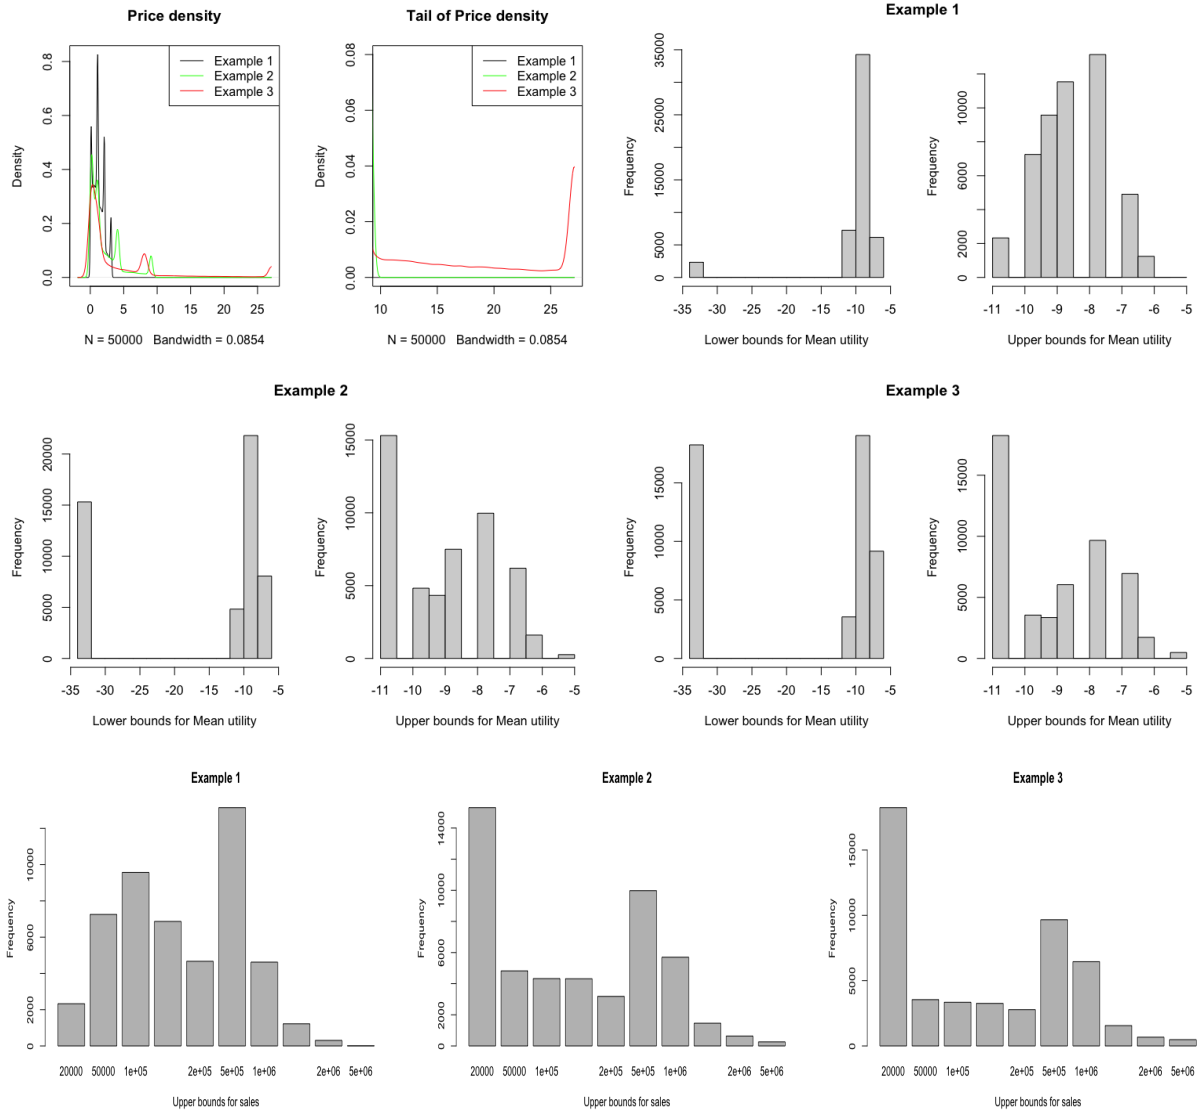 Price density
Density
0.0 0.2 0.4 0.6 0.8
Example 1
Example 2
Example 3
0 5 10 15 20 25
N = 50000 Bandwidth = 0.0854
Tail of Price density
Density
0.00 0.02 0.04 0.06 0.08
Example 1
Example 2
Example 3
10 15 20 25
N = 50000 Bandwidth = 0.0854
Example 1
Frequency
0 5000 15000 25000 35000
-35 -30 -25 -20 -15 -10 -5
Lower bounds for Mean utility
Frequency
0 2000 6000 10000
-11 -10 -9 -8 -7 -6 -5
Upper bounds for Mean utility
Example 2
Frequency
0 5000 10000 15000 20000
-35 -30 -25 -20 -15 -10 -5
Lower bounds for Mean utility
Frequency
0 5000 10000 15000
-11 -10 -9 -8 -7 -6 -5
Upper bounds for Mean utility
Example 3
Frequency
0 5000 10000 15000
-35 -30 -25 -20 -15 -10 -5
Lower bounds for Mean utility
Frequency
0 5000 10000 15000
-11 -10 -9 -8 -7 -6 -5
Upper bounds for Mean utility
Example 1
Frequency
0 2000 6000 10000
20000 50000 1e+05 2e+05 5e+05 1e+06 2e+06 5e+06
Upper bounds for sales
Example 2
Frequency
0 2000 6000 10000 14000
20000 50000 1e+05 2e+05 5e+05 1e+06 2e+06 5e+06
Upper bounds for sales
Example 3
Frequency
0 5000 10000 15000
20000 50000 1e+05 2e+05 5e+05 1e+06 2e+06 5e+06
Upper bounds for sales